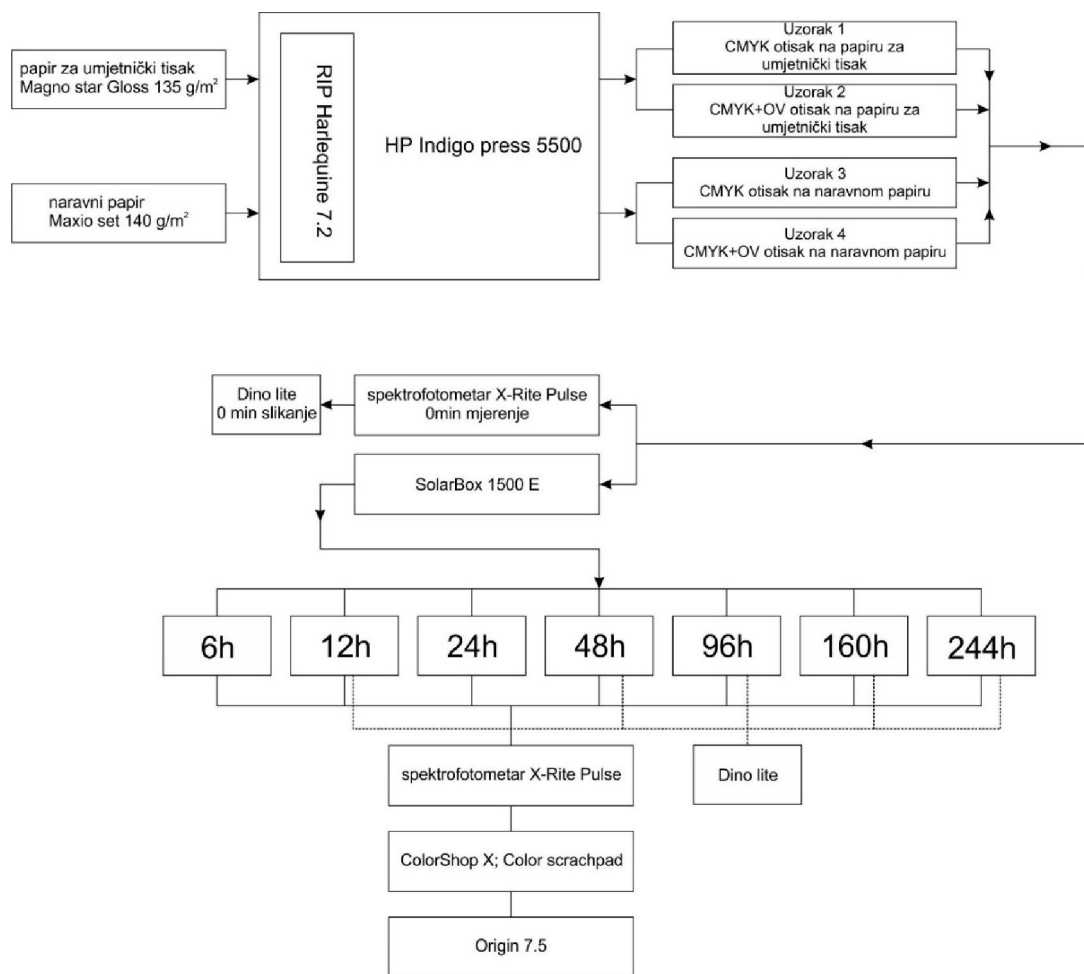 papir za umjetnički tisak
Magno star Gloss 135 g/m²
naravni papir
Maxio set 140 g/m²
RIP Harlequine 7.2
HP Indigo press 5500
Uzorak 1
CMYK otisak na papiru za
umjetnički tisak
Uzorak 2
CMYK+OV otisak na papiru za
umjetnički tisak
Uzorak 3
CMYK otisak na naravnom papiru
Uzorak 4
CMYK+OV otisak na naravnom papiru
Dino lite
0 min slikanje
spektrofotometar X-Rite Pulse
0min mjerenje
SolarBox 1500 E
6h
12h
24h
48h
96h
160h
244h
spektrofotometar X-Rite Pulse
Dino lite
ColorShop X; Color scrachpad
Origin 7.5